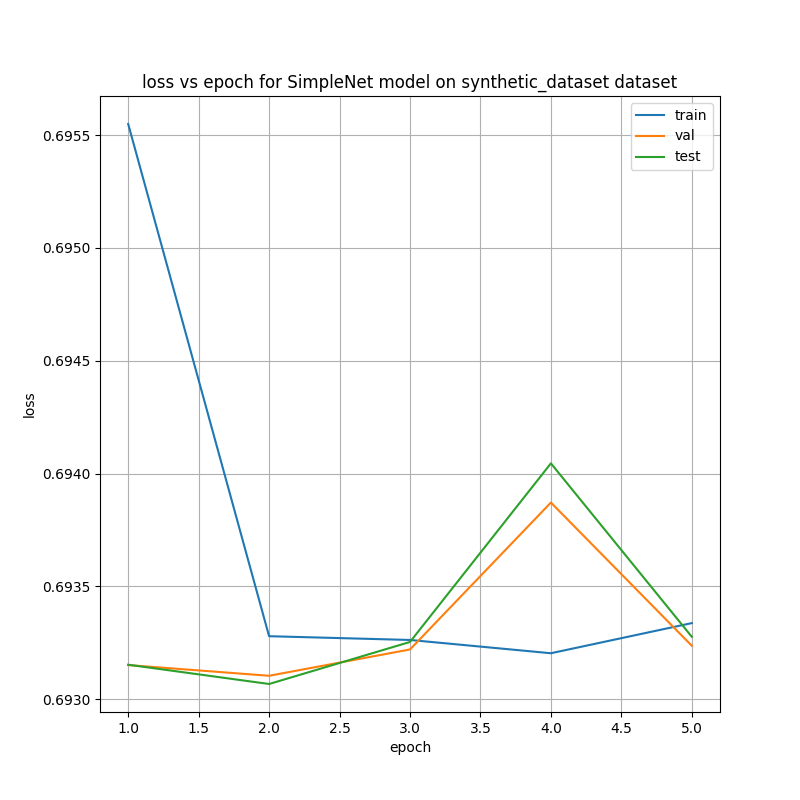 loss vs epoch for SimpleNet model on synthetic_dataset dataset
train
val
test
0.6955
0.6950
0.6945
0.6940
0.6935
0.6930
loss
1.0 1.5 2.0 2.5 3.0 3.5 4.0 4.5 5.0
epoch